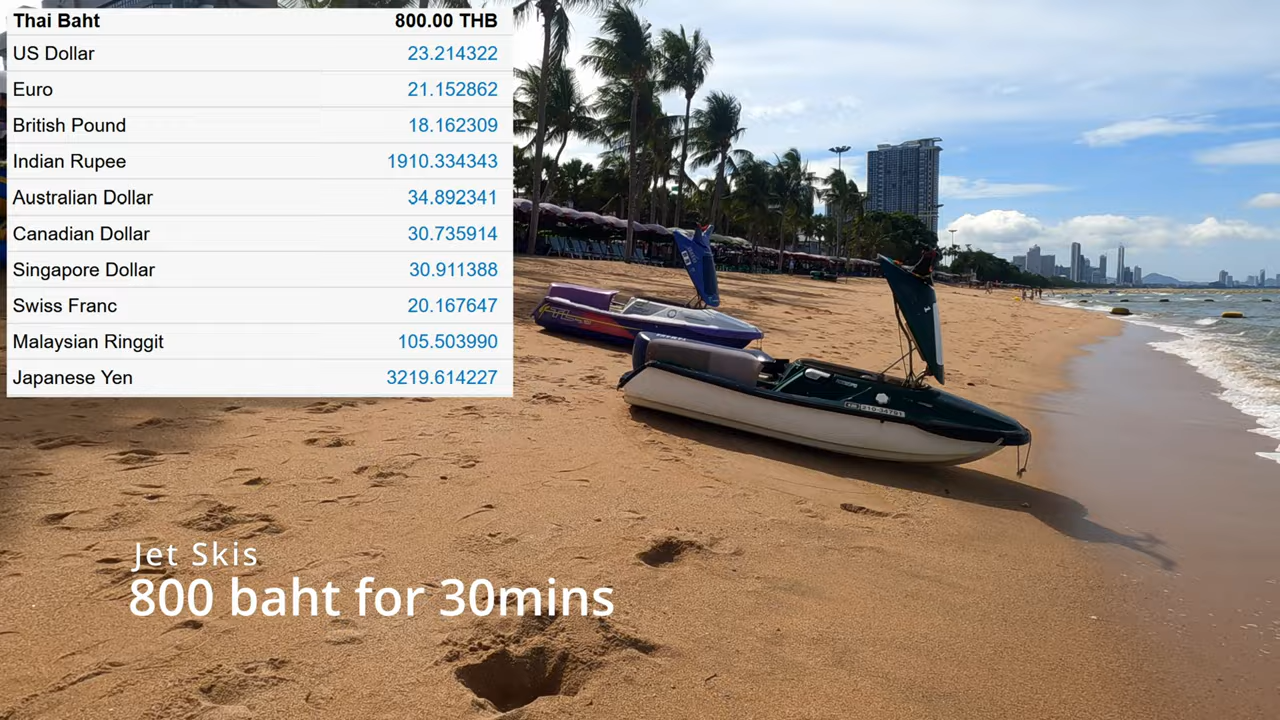 Thai Baht 800.00 THB
US Dollar 23.214322
Euro 21.152862
British Pound 18.162309
Indian Rupee 1910.334343
Australian Dollar 34.892341
Canadian Dollar 30.735914
Singapore Dollar 30.911388
Swiss Franc 20.167647
Malaysian Ringgit 105.503990
Japanese Yen 3219.614227
Jet Skis
800 baht for 30mins